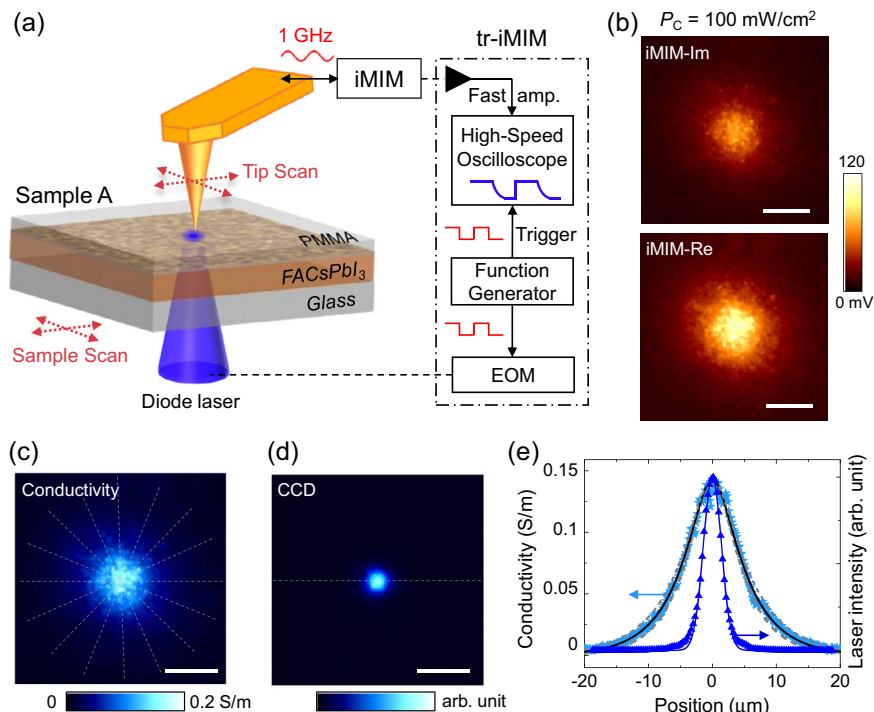 (a)
1 GHz
iMIM
tr-iMIM
Fast amp.
High-Speed
Oscilloscope
Trigger
Function
Generator
EOM
Tip Scan
Sample A
PMMA
FACsPbI₃
Glass
Sample Scan
Diode laser
(b)
P_C = 100 mW/cm²
iMIM-Im
iMIM-Re
120
0 mV
(c)
Conductivity
0
0.2 S/m
(d)
CCD
arb. unit
(e)
Conductivity (S/m)
0.15
0.1
0.05
0
-20
-10
0
10
20
Position (μm)
Laser intensity (arb. unit)